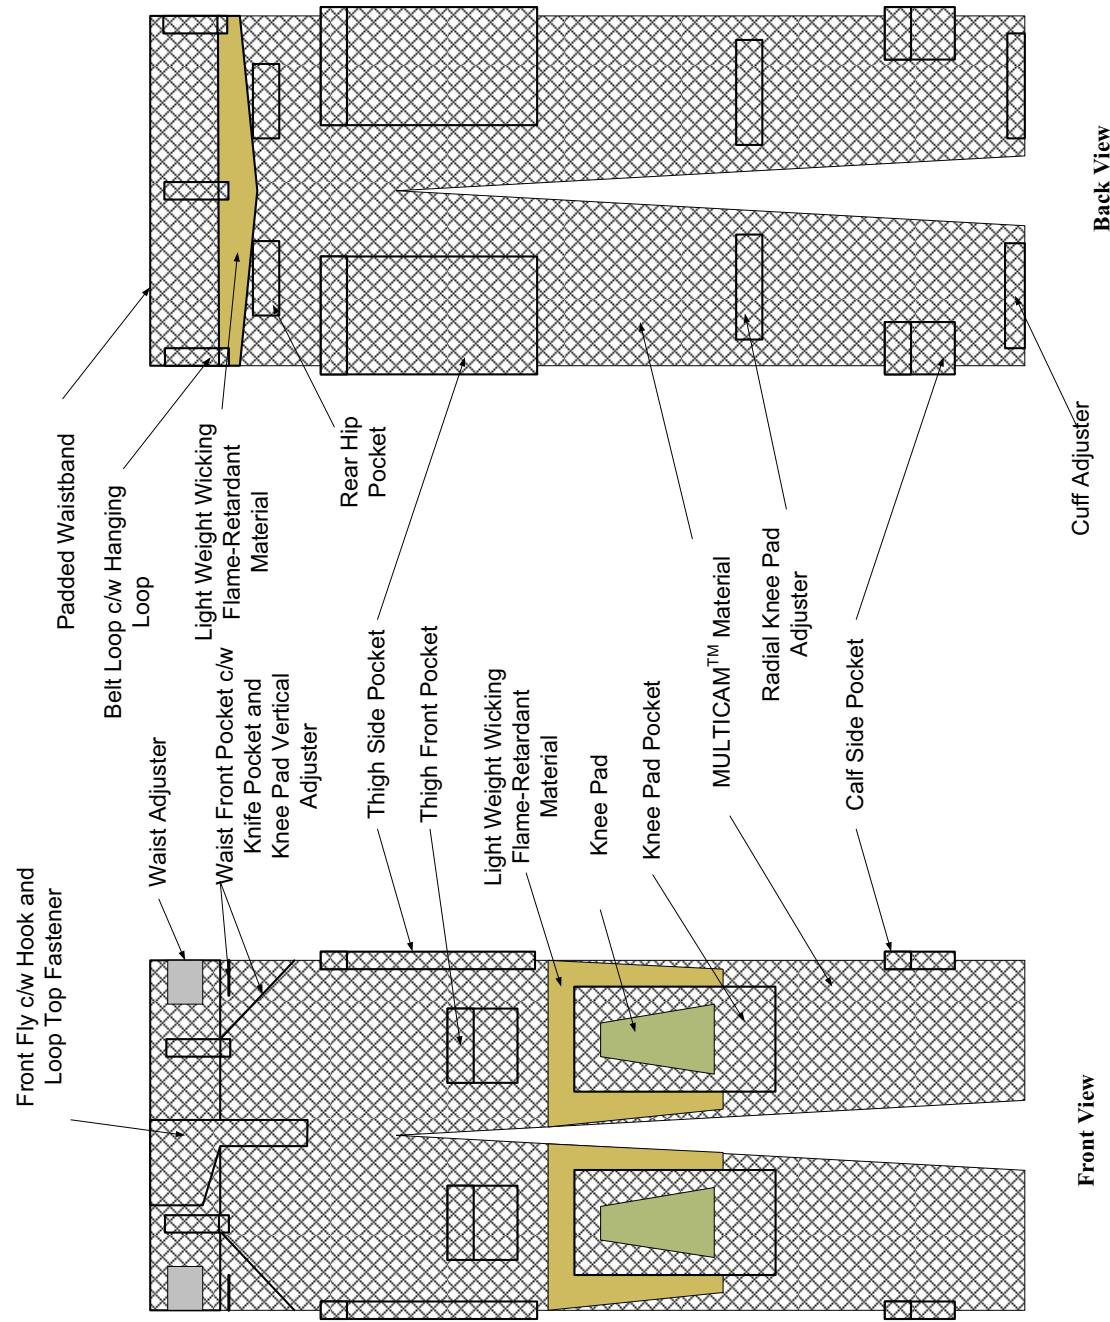 Front Fly c/w Hook and
Loop Top Fastener
Waist Adjuster
Waist Front Pocket c/w
Knife Pocket and
Knee Pad Vertical
Adjuster
Thigh Side Pocket
Thigh Front Pocket
Light Weight Wicking
Flame-Retardant
Material
Knee Pad
Knee Pad Pocket
MULTICAM™ Material
Calf Side Pocket
Front View
Padded Waistband
Belt Loop c/w Hanging
Loop
Light Weight Wicking
Flame-Retardant
Material
Rear Hip
Pocket
Radial Knee Pad
Adjuster
Cuff Adjuster
Back View